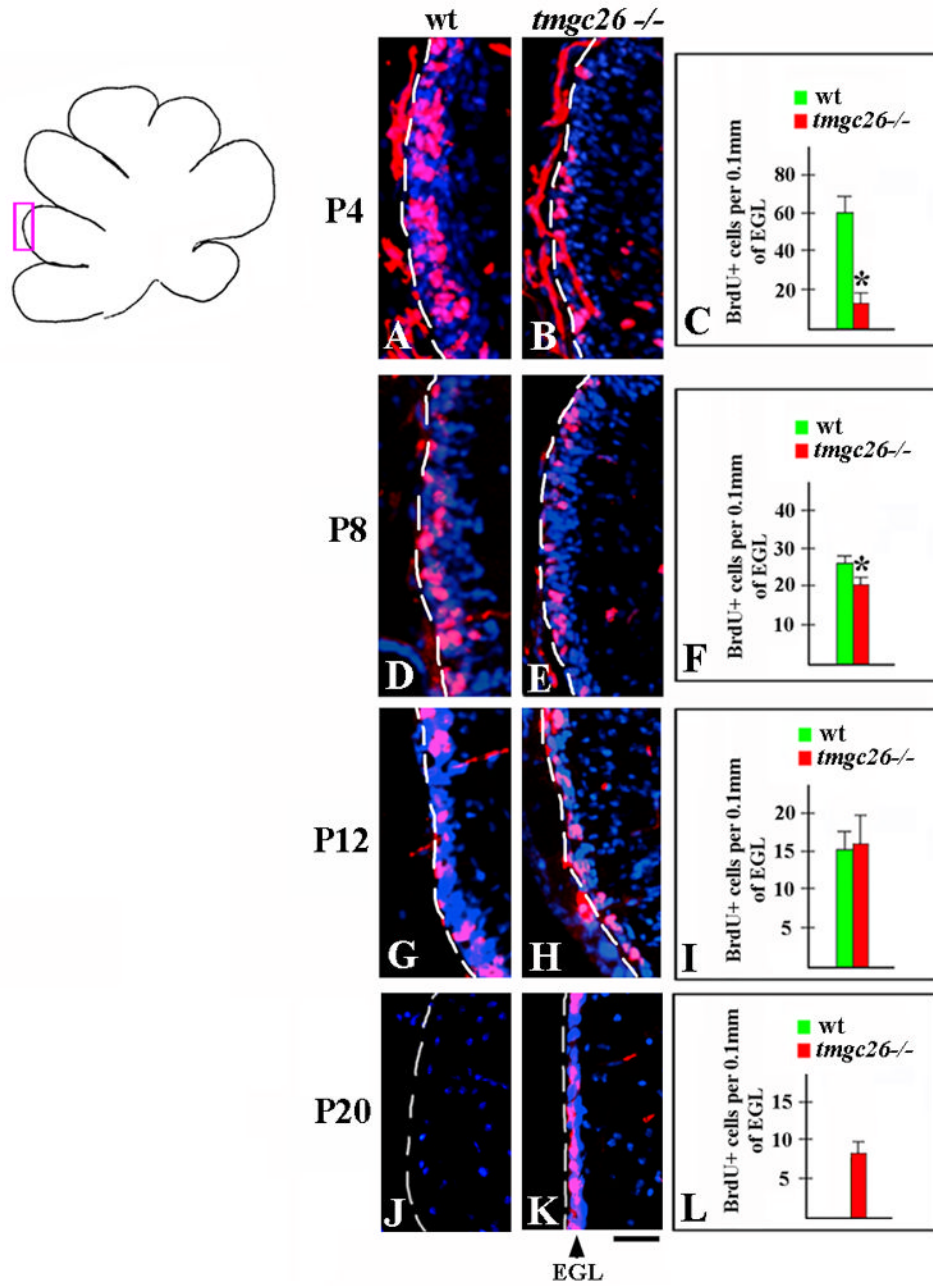 wt
tmgc26 -/-
P4
A
B
C
wt
tmgc26-/-
BrdU+ cells per 0.1mm
of EGL
80
60
40
20
*
P8
D
E
F
wt
tmgc26-/-
BrdU+ cells per 0.1mm
of EGL
40
30
20
10
*
P12
G
H
I
wt
tmgc26-/-
BrdU+ cells per 0.1mm
of EGL
20
15
10
5
P20
J
K
L
wt
tmgc26-/-
BrdU+ cells per 0.1mm
of EGL
15
10
5
EGL